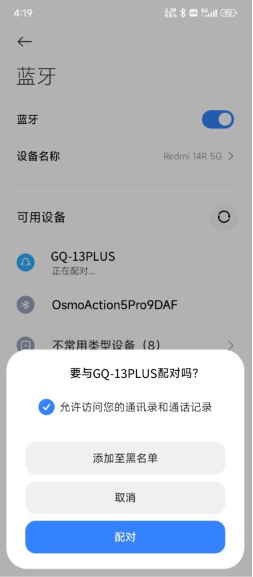 4:19
蓝牙
蓝牙
设备名称
Redmi 14R 5G
可用设备
GQ-13PLUS
正在配对...
OsmoAction5Pro9DAF
不常用类型设备（8）
要与GQ-13PLUS配对吗？
允许访问您的通讯录和通话记录
添加至黑名单
取消
配对